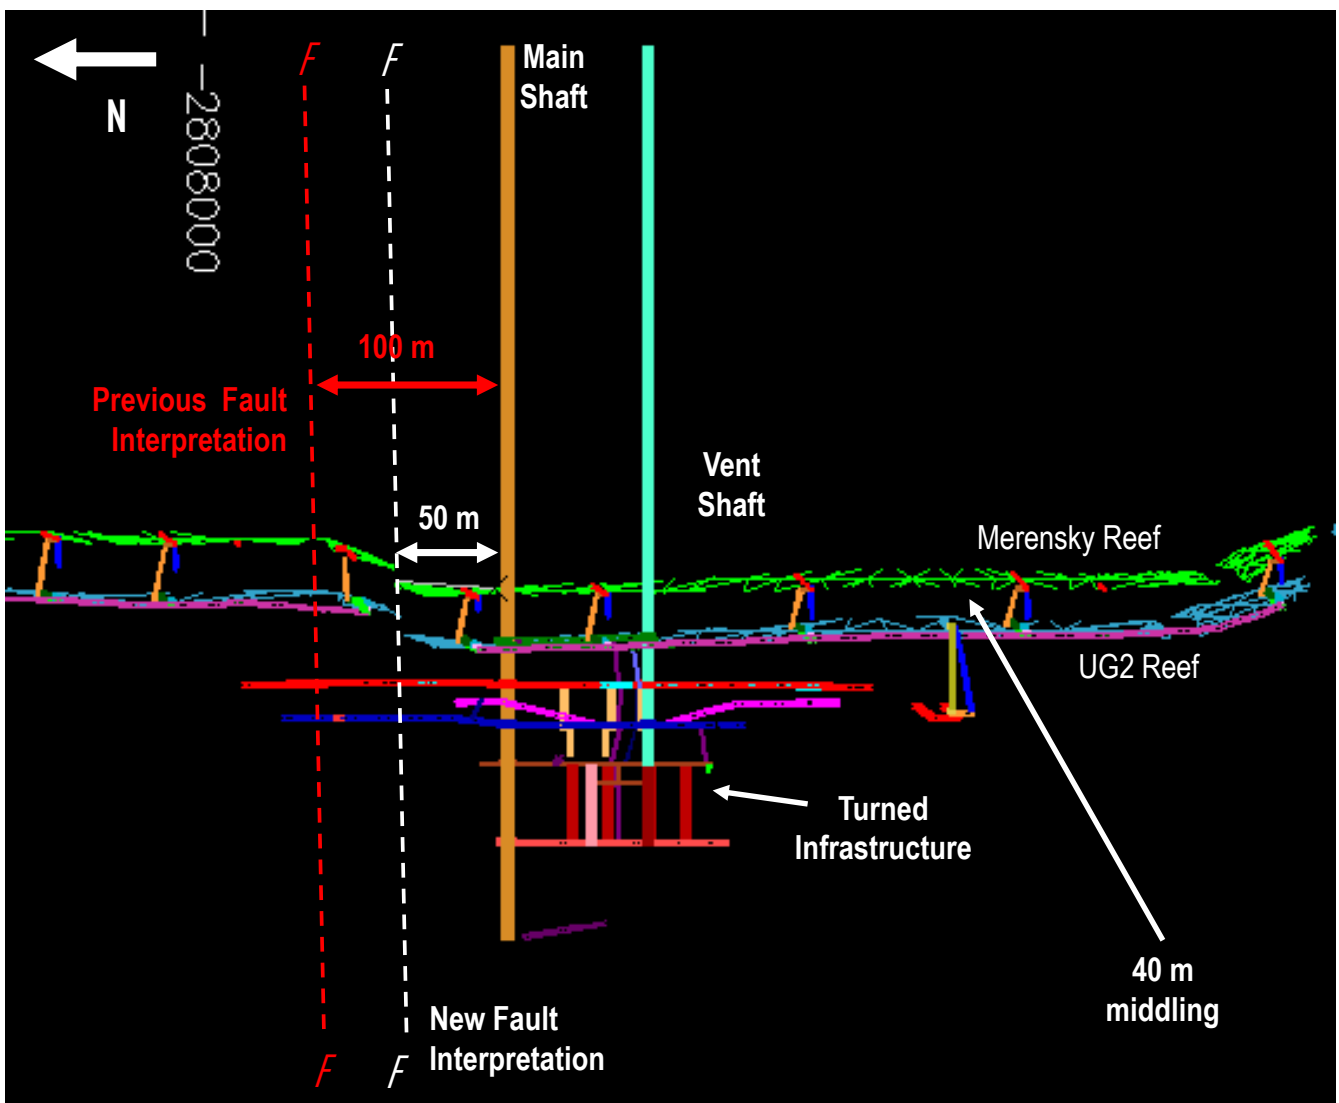 F
F
Main
Shaft
N
-2808000
100 m
Previous Fault
Interpretation
Vent
Shaft
50 m
Merensky Reef
UG2 Reef
Turned
Infrastructure
40 m
middling
New Fault
Interpretation
F
F